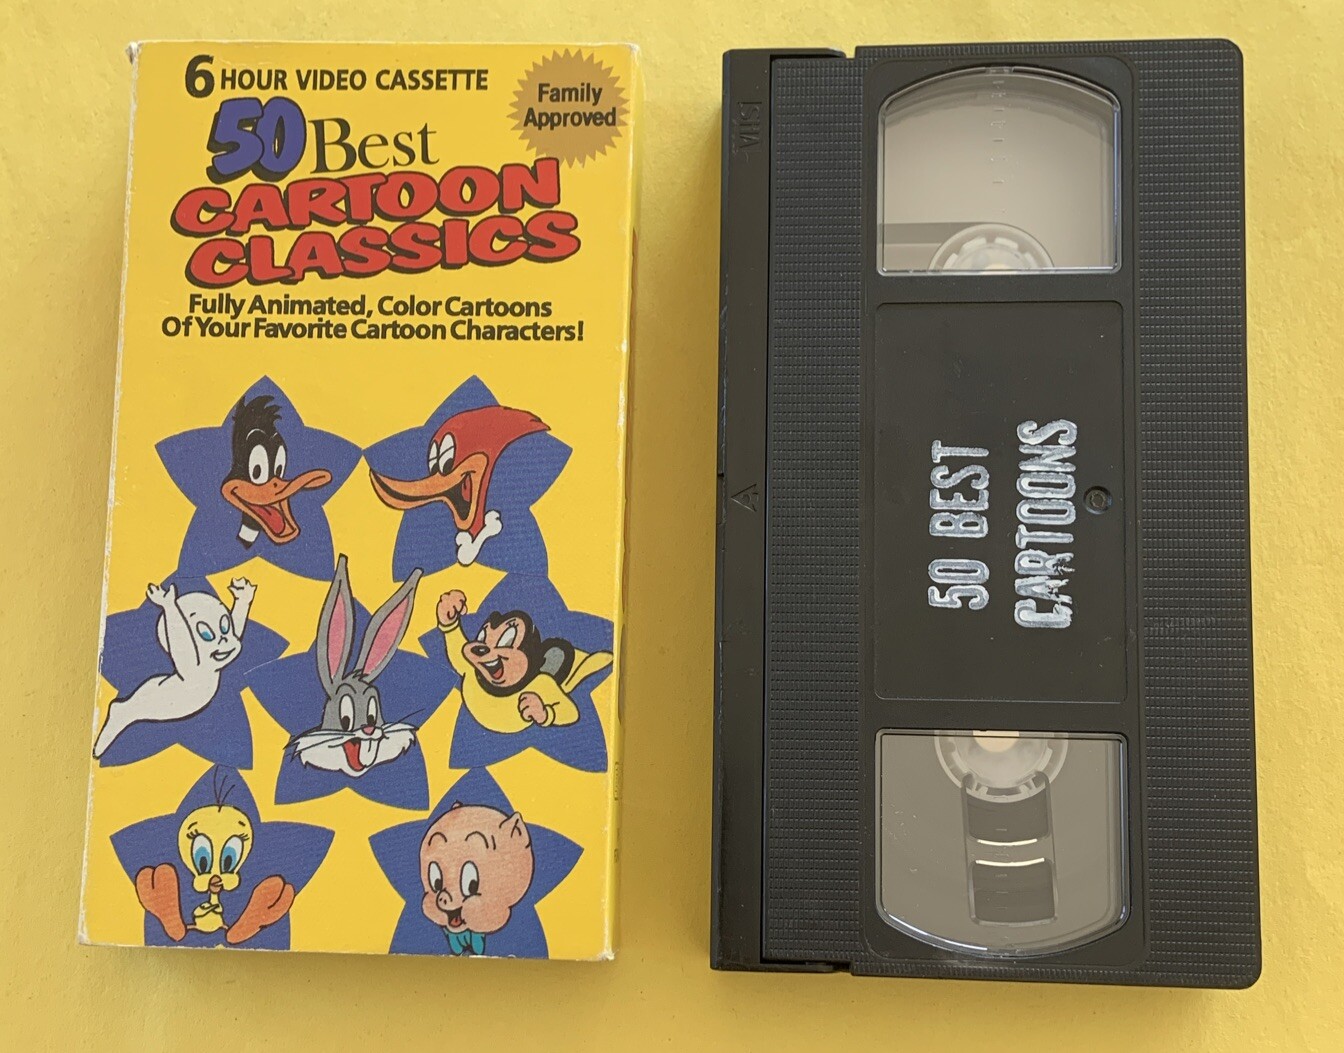 6 HOUR VIDEO CASSETTE
Family
Approved
50 Best
CARTOON
CLASSICS
Fully Animated, Color Cartoons
Of Your Favorite Cartoon Characters!
VHS
50 BEST
CARTOONS